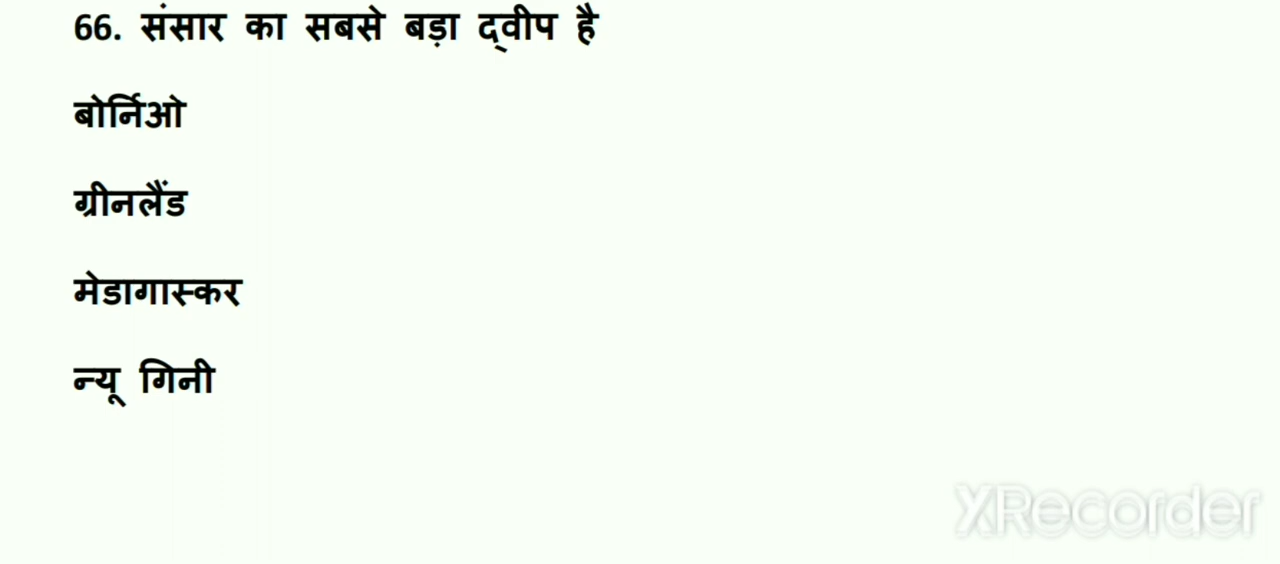 66. संसार का सबसे बड़ा द्वीप है
बोर्निओ
ग्रीनलैंड
मेडागास्कर
न्यू गिनी
XRecorder